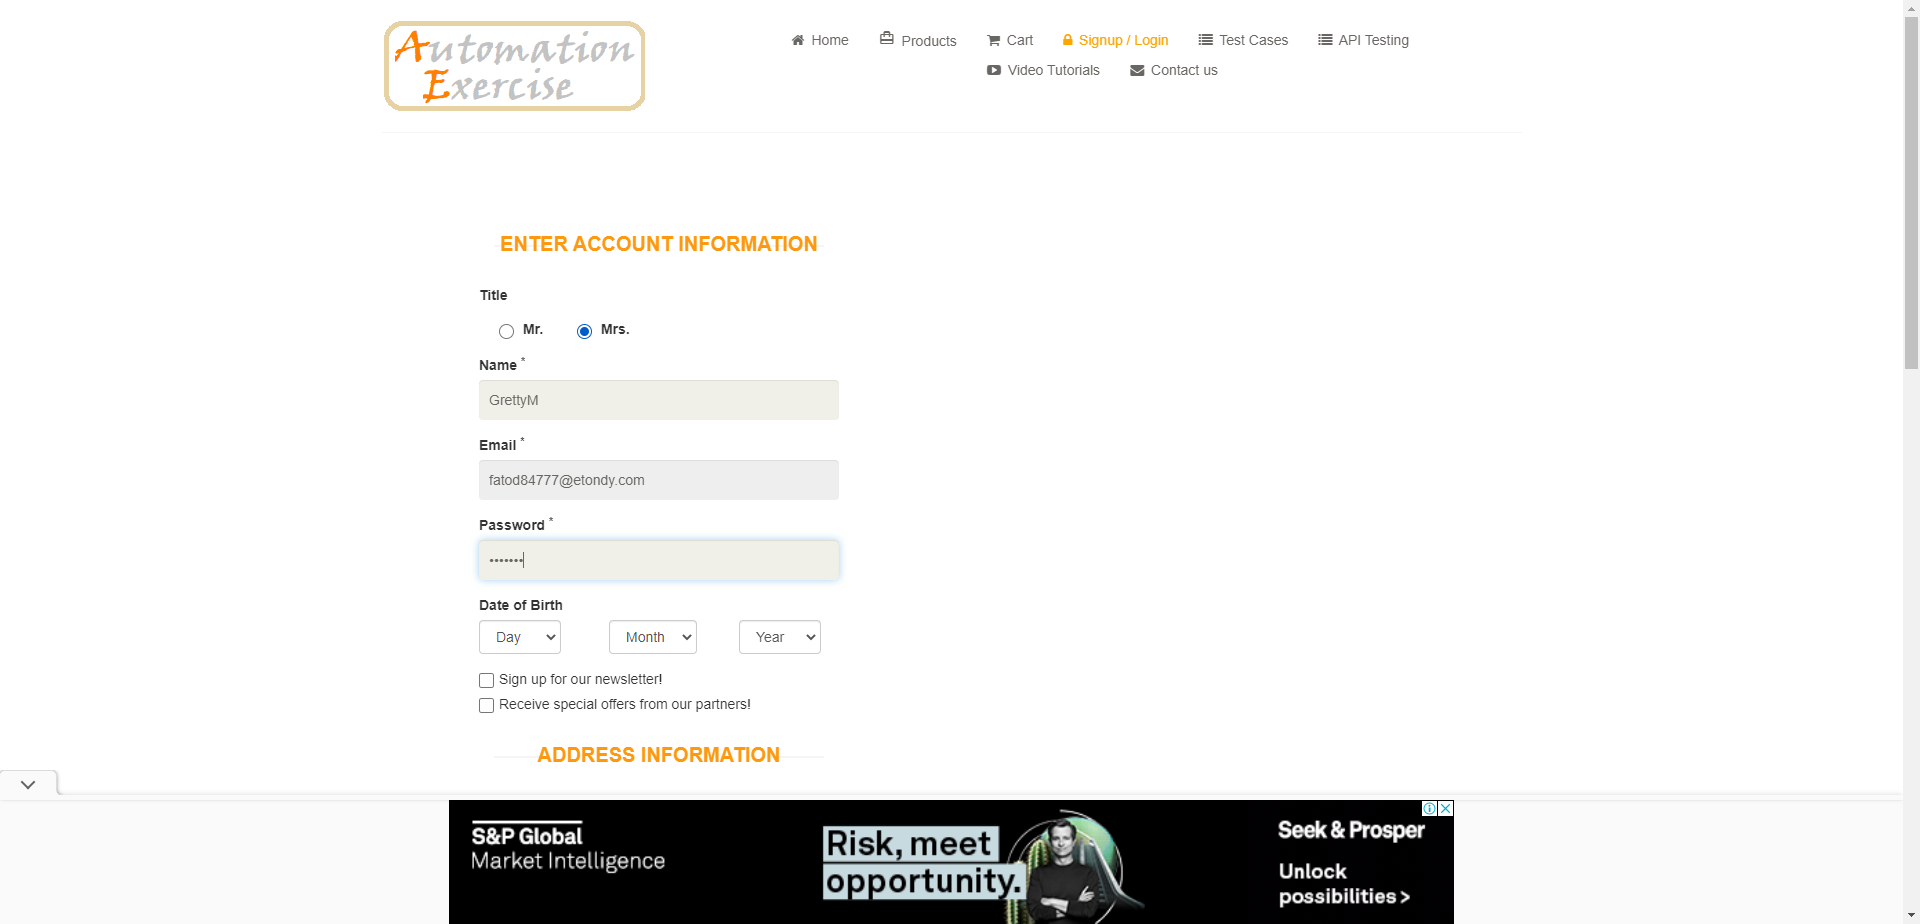 Automation
Exercise
Home
Products
Cart
Signup / Login
Test Cases
API Testing
Video Tutorials
Contact us
ENTER ACCOUNT INFORMATION
Title
Mr.
Mrs.
Name *
GrettyM
Email *
fatod84777@etondy.com
Password *
•••••••
Date of Birth
Day
Month
Year
Sign up for our newsletter!
Receive special offers from our partners!
ADDRESS INFORMATION
S&P Global
Market Intelligence
Risk, meet
opportunity.
Seek & Prosper
Unlock
possibilities >